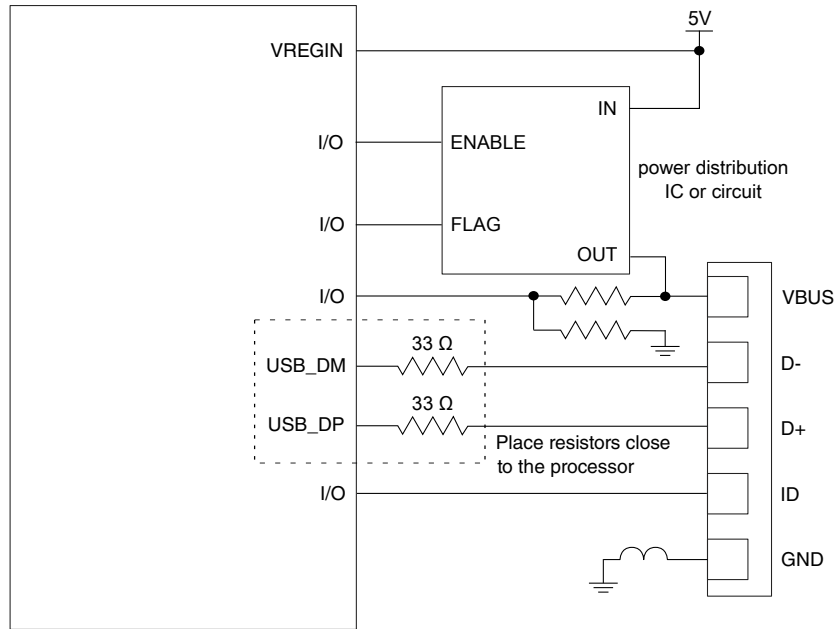 5V
VREGIN
IN
I/O
ENABLE
power distribution
IC or circuit
I/O
FLAG
OUT
I/O
VBUS
33 Ω
USB_DM
D-
33 Ω
USB_DP
D+
Place resistors close
to the processor
I/O
ID
GND